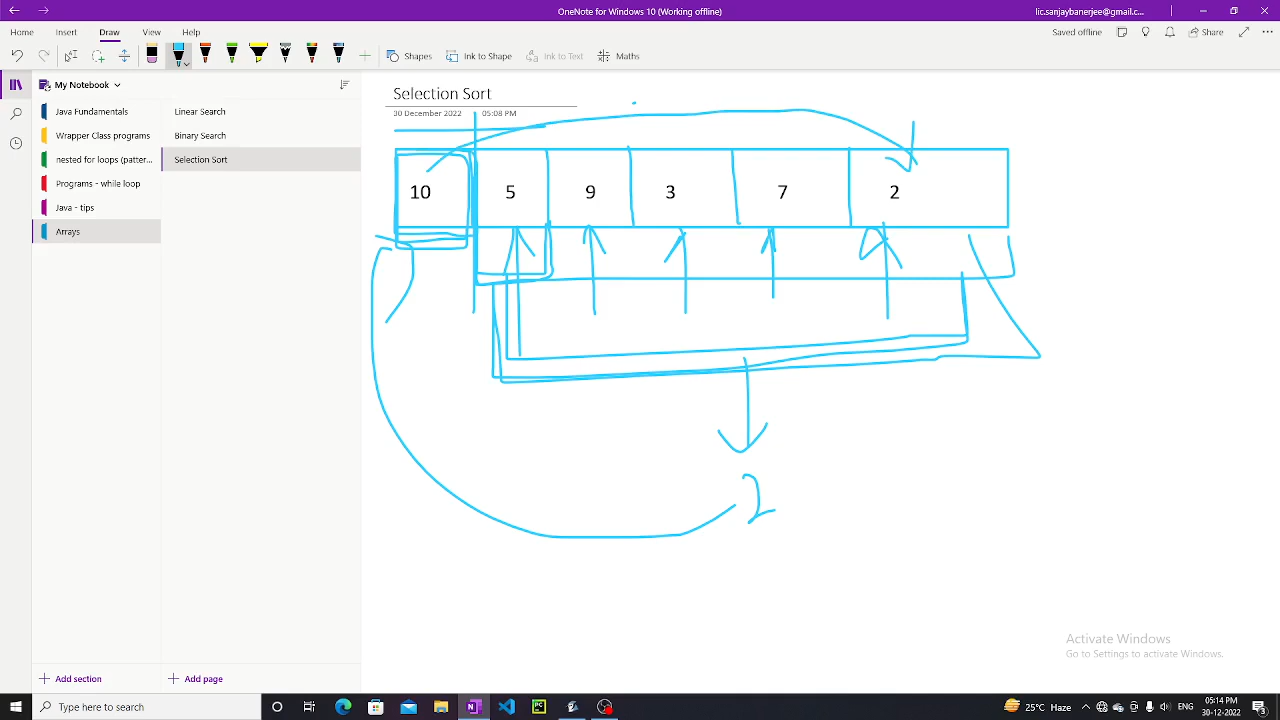 OneNote for Windows 10 (Working offline)
lic.sanjaybanerjee@gmail.c...
Home Insert Draw View Help
Saved offline Share
Shapes Ink to Shape Ink to Text Maths
My Notebook
Java Fundamentals
Wrapper Class programs
nested for loops (patter...
Programs - while loop
Java - tips
Arrays
Linear Search
Binary Search
Selection Sort
Selection Sort
30 December 2022 05:08 PM
10 5 9 3 7 2
2
Activate Windows
Go to Settings to activate Windows.
Add section Add page
Type here to search
25°C Haze ENG 05:14 PM
30-12-2022